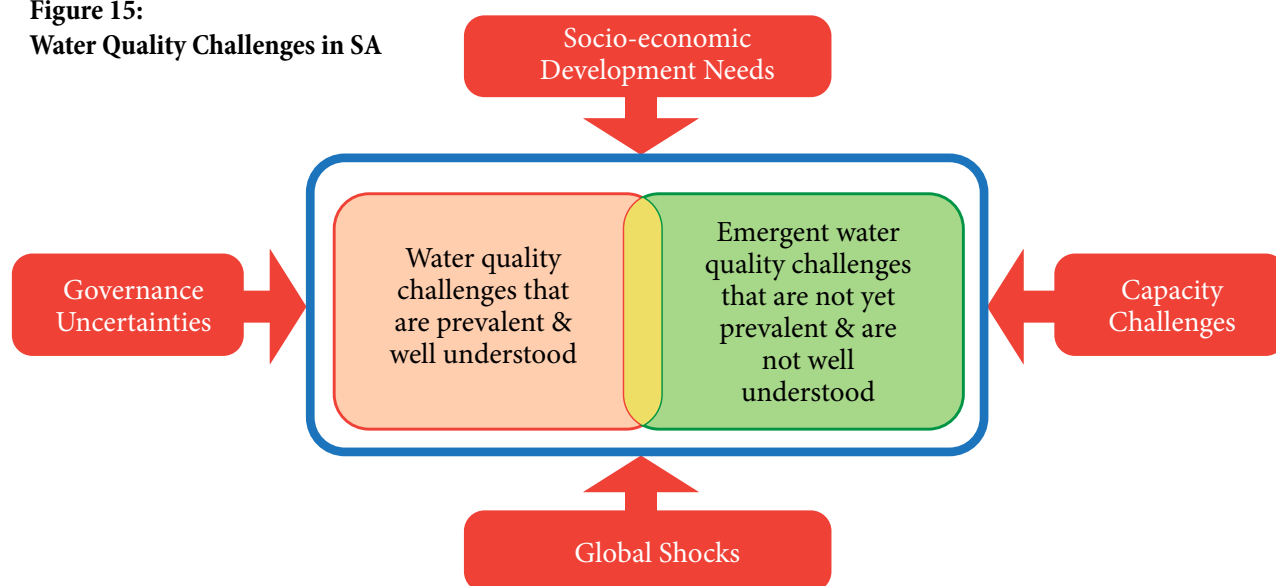 Figure 15:
Water Quality Challenges in SA
Socio-economic
Development Needs
Governance
Uncertainties
Water quality
challenges that
are prevalent &
well understood
Emergent water
quality challenges
that are not yet
prevalent & are
not well
understood
Capacity
Challenges
Global Shocks